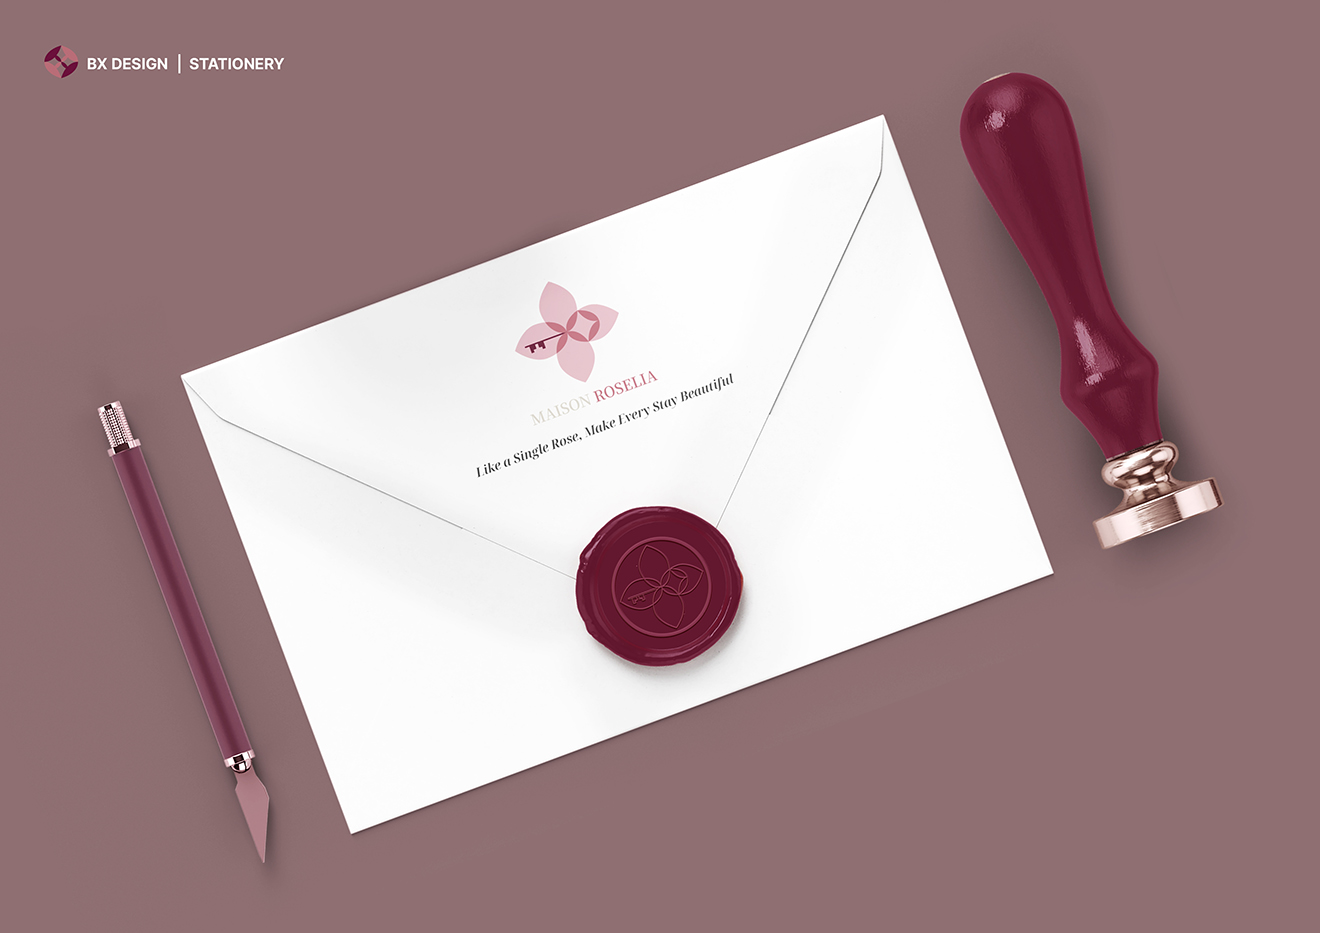 BX DESIGN | STATIONERY
MAISON ROSELIA
Like a Single Rose, Make Every Stay Beautiful